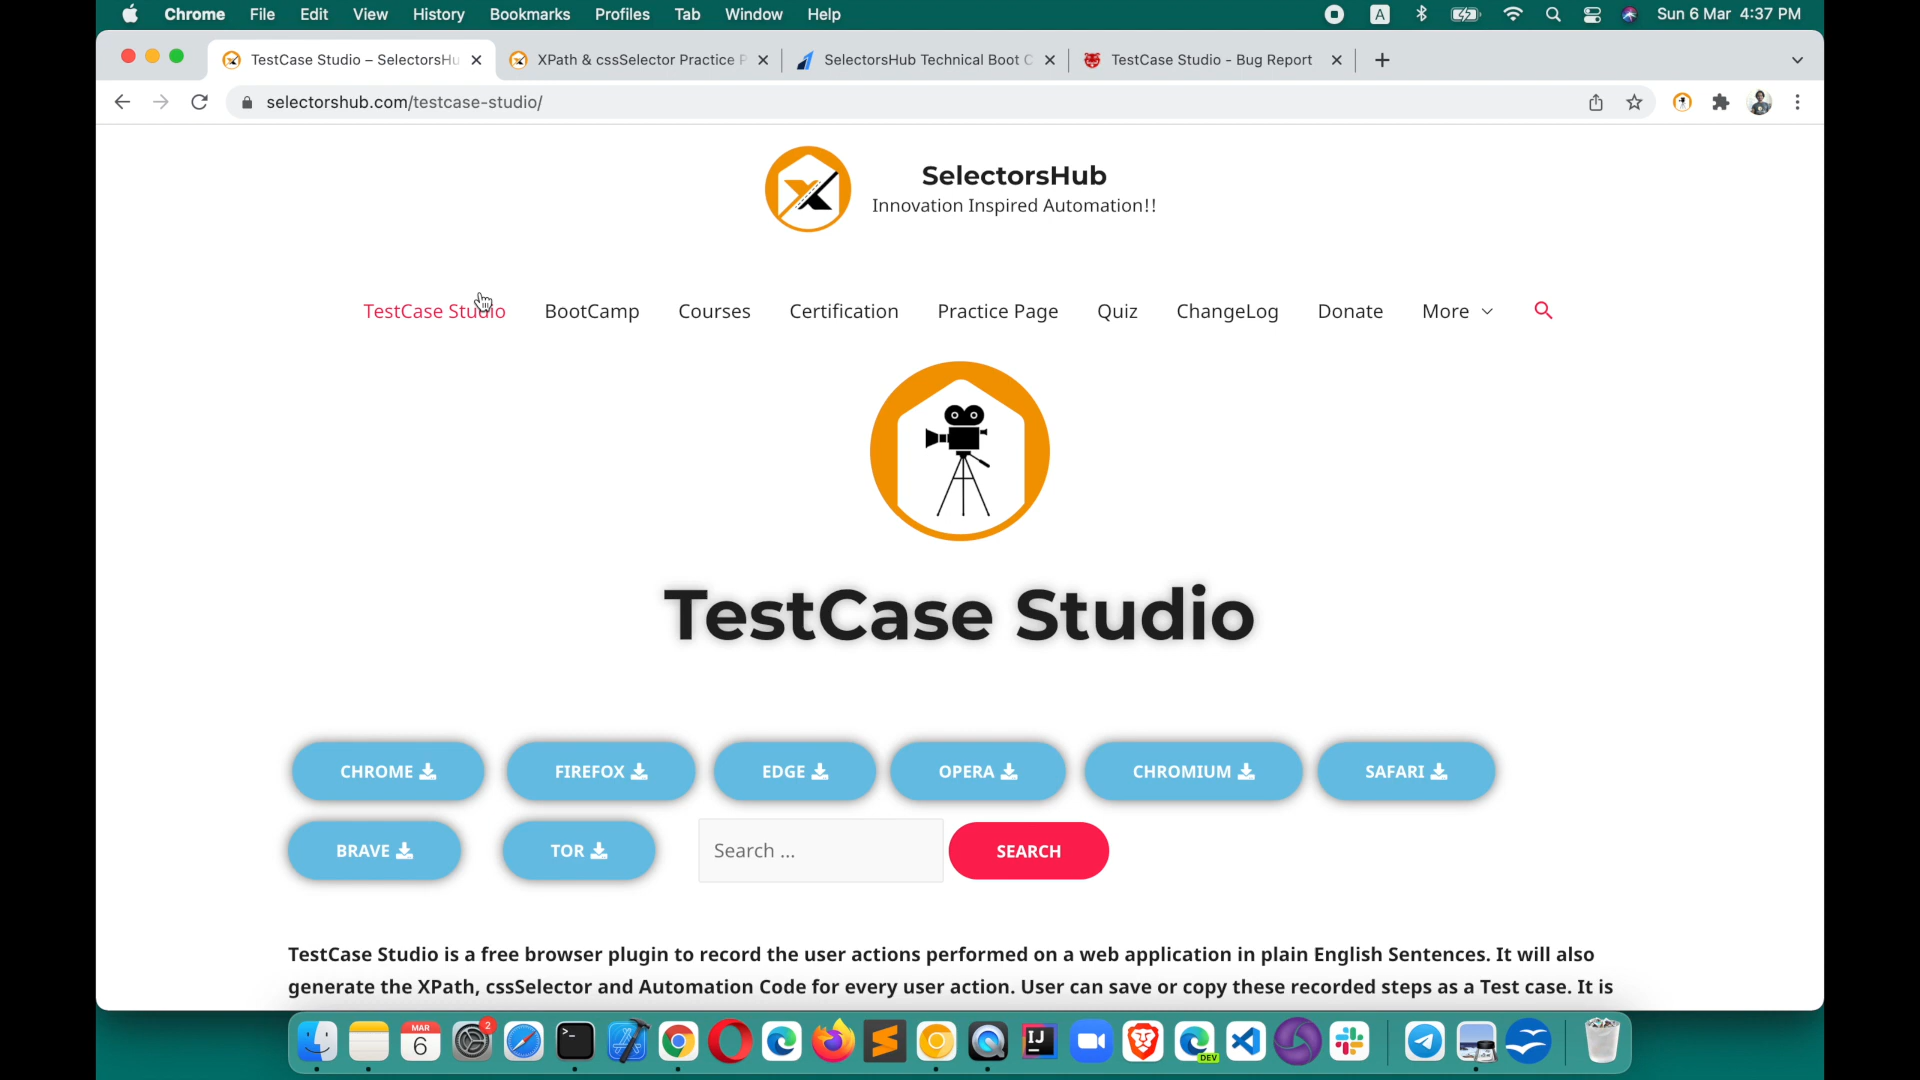 Chrome File Edit View History Bookmarks Profiles Tab Window Help A Sun 6 Mar 4:37 PM
TestCase Studio – SelectorsHu XPath & cssSelector Practice P SelectorsHub Technical Boot C TestCase Studio - Bug Report
selectorshub.com/testcase-studio/
SelectorsHub
Innovation Inspired Automation!!
TestCase Studio BootCamp Courses Certification Practice Page Quiz ChangeLog Donate More
TestCase Studio
CHROME FIREFOX EDGE OPERA CHROMIUM SAFARI
BRAVE TOR Search ... SEARCH
TestCase Studio is a free browser plugin to record the user actions performed on a web application in plain English Sentences. It will also
generate the XPath, cssSelector and Automation Code for every user action. User can save or copy these recorded steps as a Test case. It is
MAR 2
6 IJ DEV